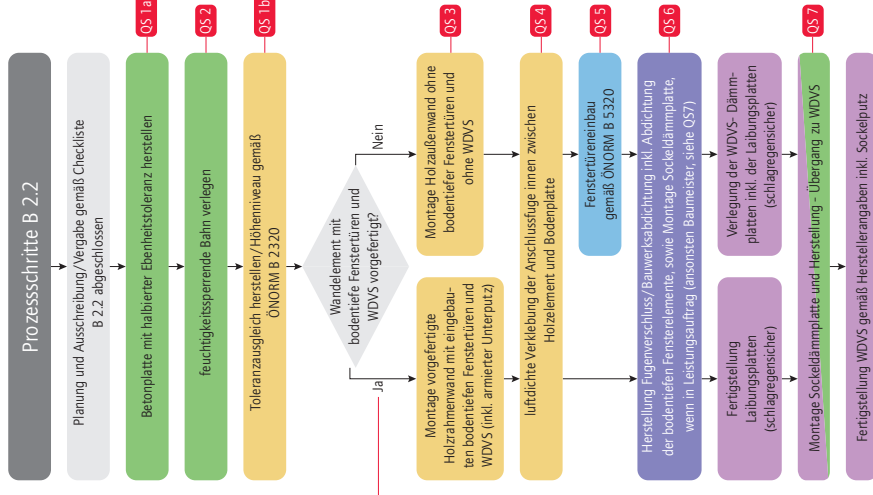 Prozessschritte B 2.2
Planung und Ausschreibung/Vergabe gemäß Checkliste
B 2.2 abgeschlossen
QS 1a
Betonplatte mit halbierter Ebenheitstoleranz herstellen
QS 2
feuchtigkeitssperrende Bahn verlegen
QS 1b
Toleranzausgleich herstellen/Höhenniveau gemäß
ÖNORM B 2320
Wandelement mit
bodentiefe Fenstertüren und
WDVS vorgefertigt?
Ja
Nein
Montage vorgefertigte
Holzrahmenwand mit eingebau-
ten bodentiefen Fenstertüren und
WDVS (inkl. armierter Unterputz)
QS 3
Montage Holzaußenwand ohne
bodentiefer Fenstertüren und
ohne WDVS
QS 4
luftdichte Verklebung der Anschlussfuge innen zwischen
Holzelement und Bodenplatte
QS 5
Fenstertüreneinbau
gemäß ÖNORM B 5320
QS 6
Herstellung Fugenverschluss/Bauwerksabdichtung inkl. Abdichtung
der bodentiefen Fensterelemente, sowie Montage Sockeldämmplatte,
wenn in Leistungsauftrag (ansonsten Baumeister, siehe QS7)
Fertigstellung
Laibungsplatten
(schlagregensicher)
Verlegung der WDVS- Dämm-
platten inkl. der Laibungsplatten
(schlagregensicher)
QS 7
Montage Sockeldämmplatte und Herstellung - Übergang zu WDVS
Fertigstellung WDVS gemäß Herstellerangaben inkl. Sockelputz